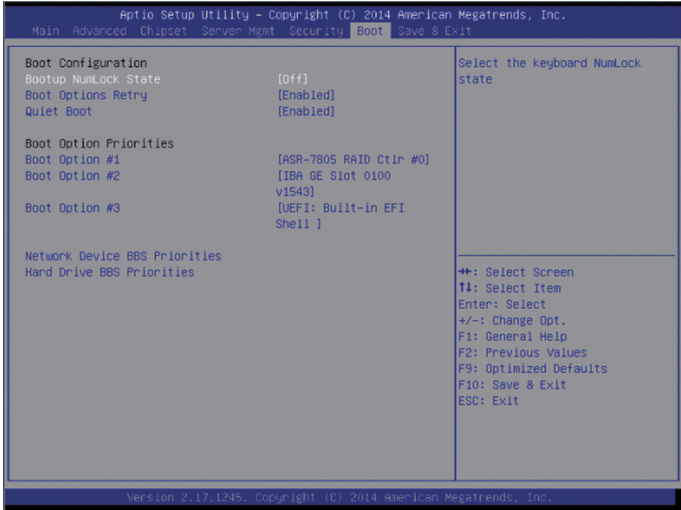 Aptio Setup Utility – Copyright (C) 2014 American Megatrends, Inc.
Main Advanced Chipset Server Mgmt Security Boot Save & Exit
Boot Configuration
Bootup NumLock State [Off]
Boot Options Retry [Enabled]
Quiet Boot [Enabled]
Boot Option Priorities
Boot Option #1 [ASR-7805 RAID Ctlr #0]
Boot Option #2 [IBA GE Slot 0100
v1543]
Boot Option #3 [UEFI: Built-in EFI
Shell ]
Network Device BBS Priorities
Hard Drive BBS Priorities
Select the keyboard NumLock
state
→←: Select Screen
↑↓: Select Item
Enter: Select
+/-: Change Opt.
F1: General Help
F2: Previous Values
F9: Optimized Defaults
F10: Save & Exit
ESC: Exit
Version 2.17.1245. Copyright (C) 2014 American Megatrends, Inc.